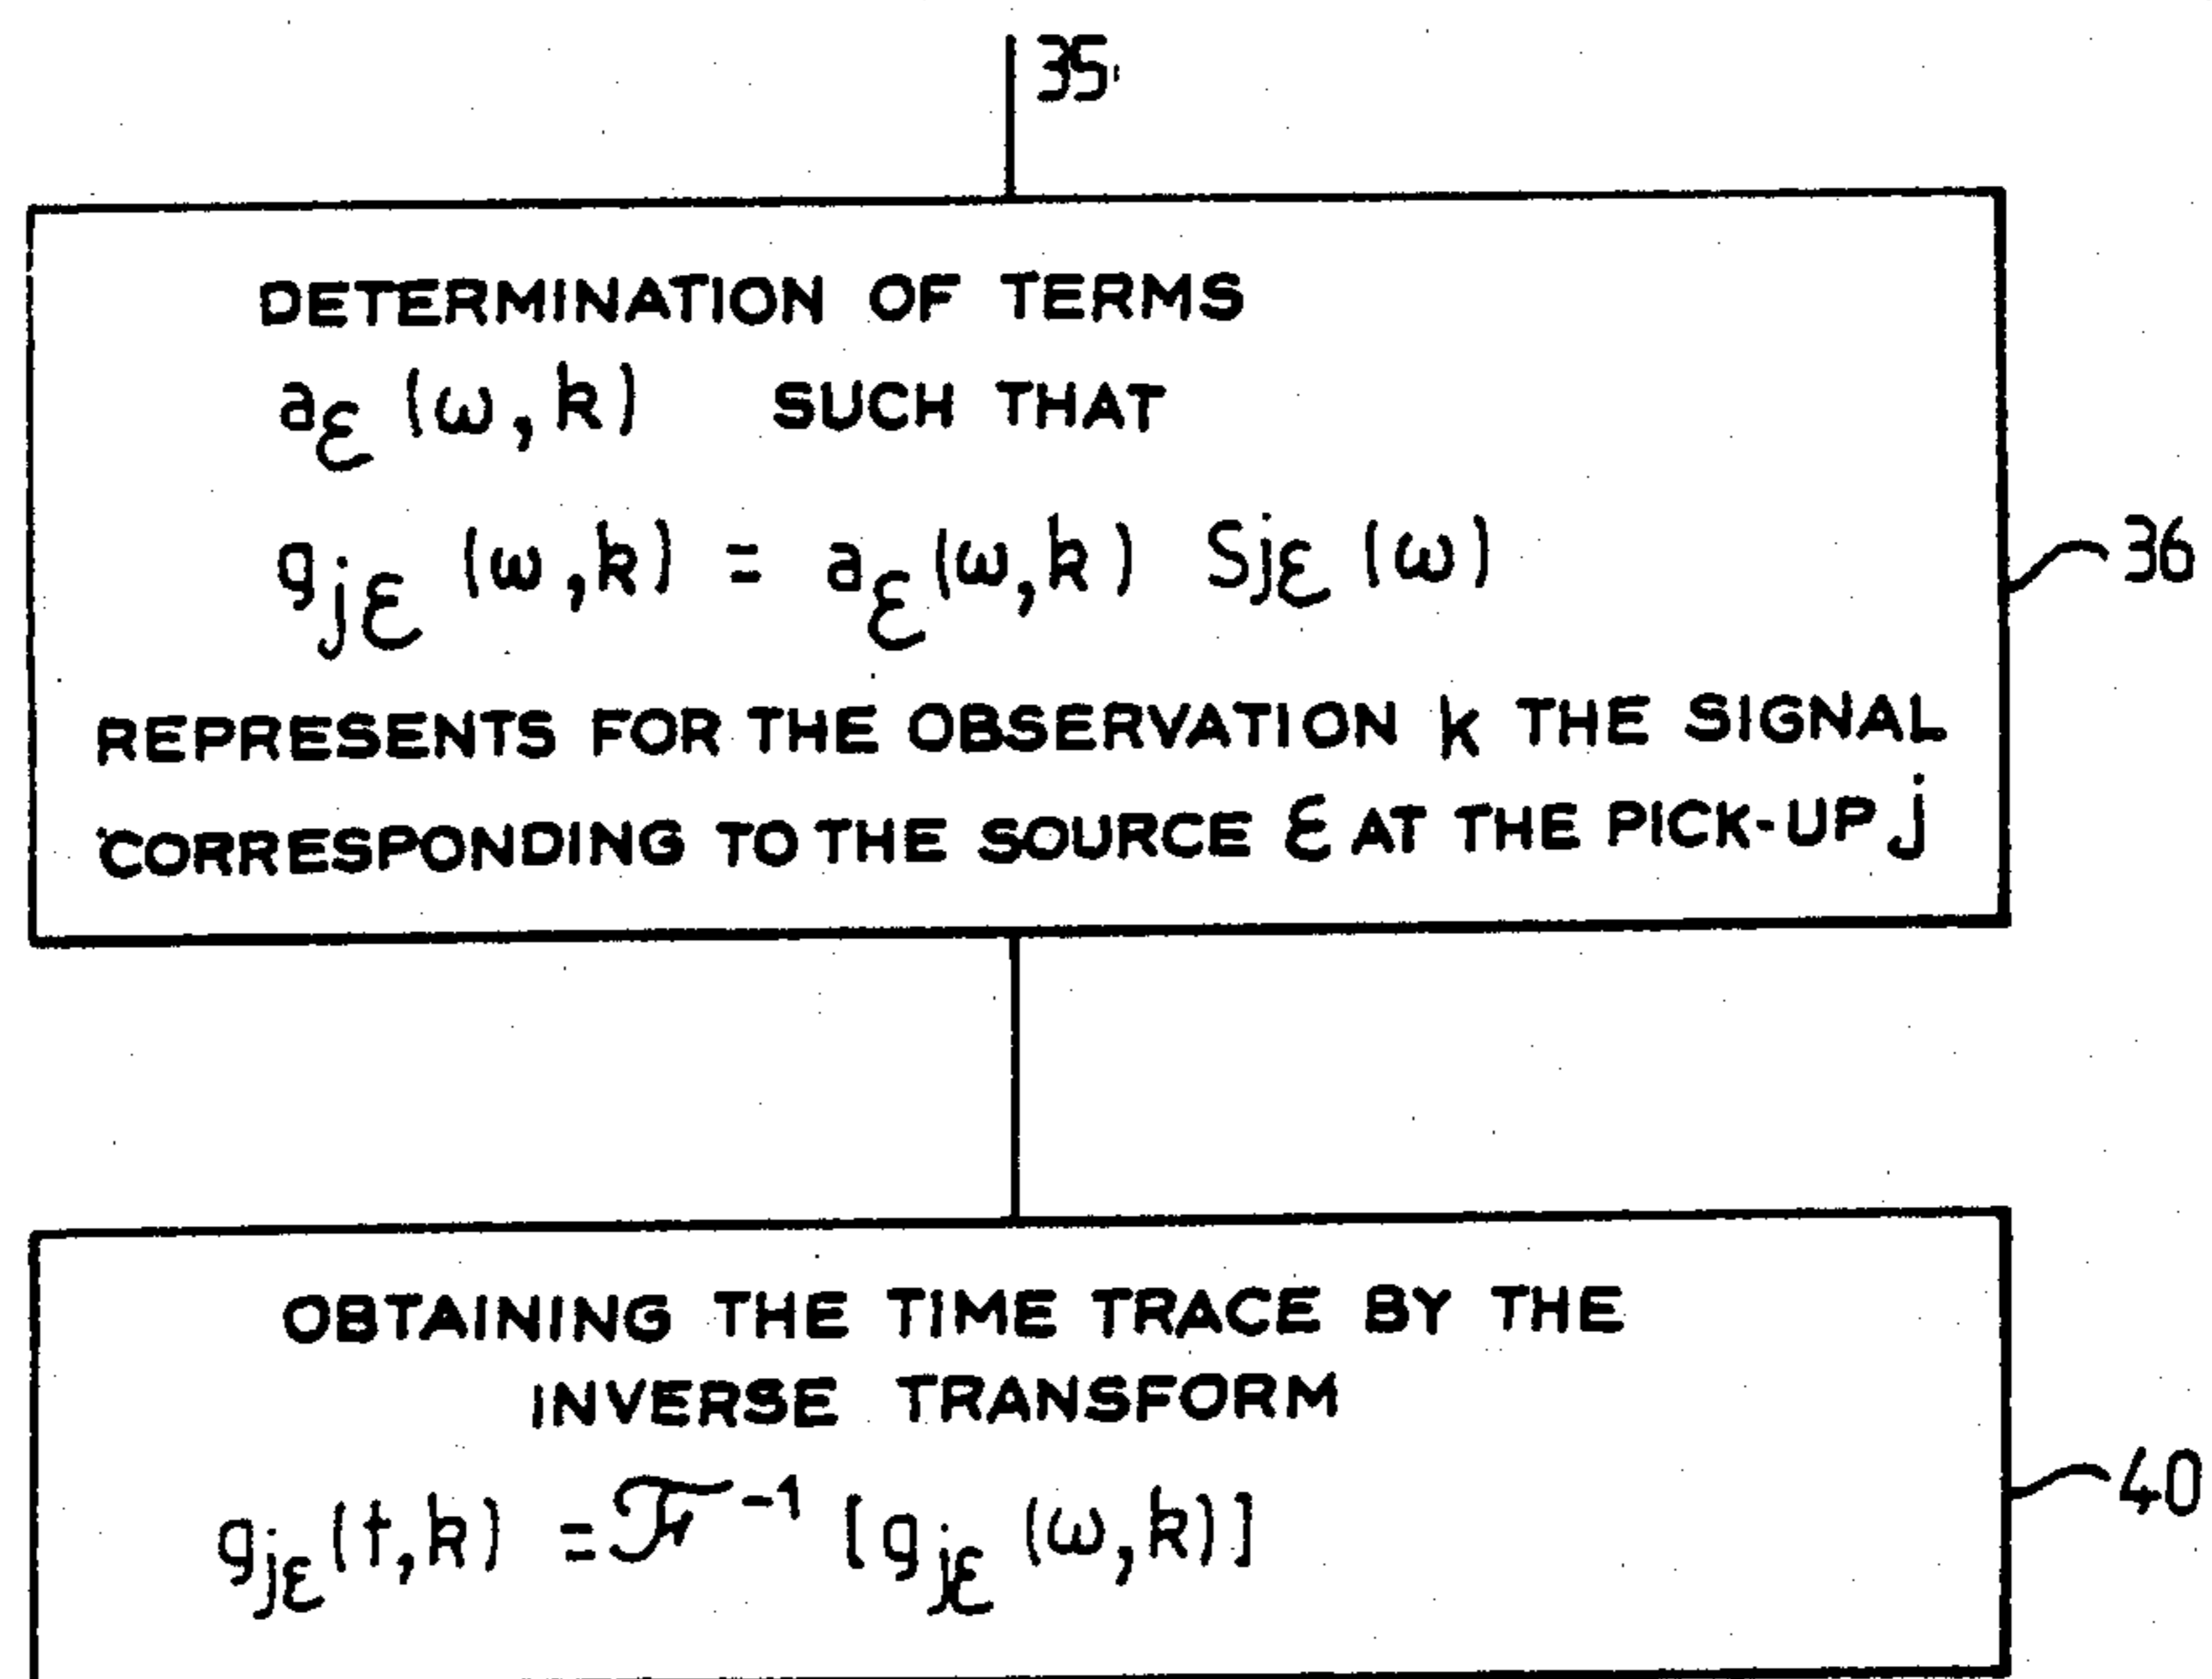 35
DETERMINATION OF TERMS
aε (ω,k) SUCH THAT
gjε (ω,k) = aε(ω,k) Sjε (ω)
36
REPRESENTS FOR THE OBSERVATION k THE SIGNAL
CORRESPONDING TO THE SOURCE ε AT THE PICK-UP j
OBTAINING THE TIME TRACE BY THE
INVERSE TRANSFORM
40
gjε(t,k) =ℱ⁻¹ [gjε (ω,k)]